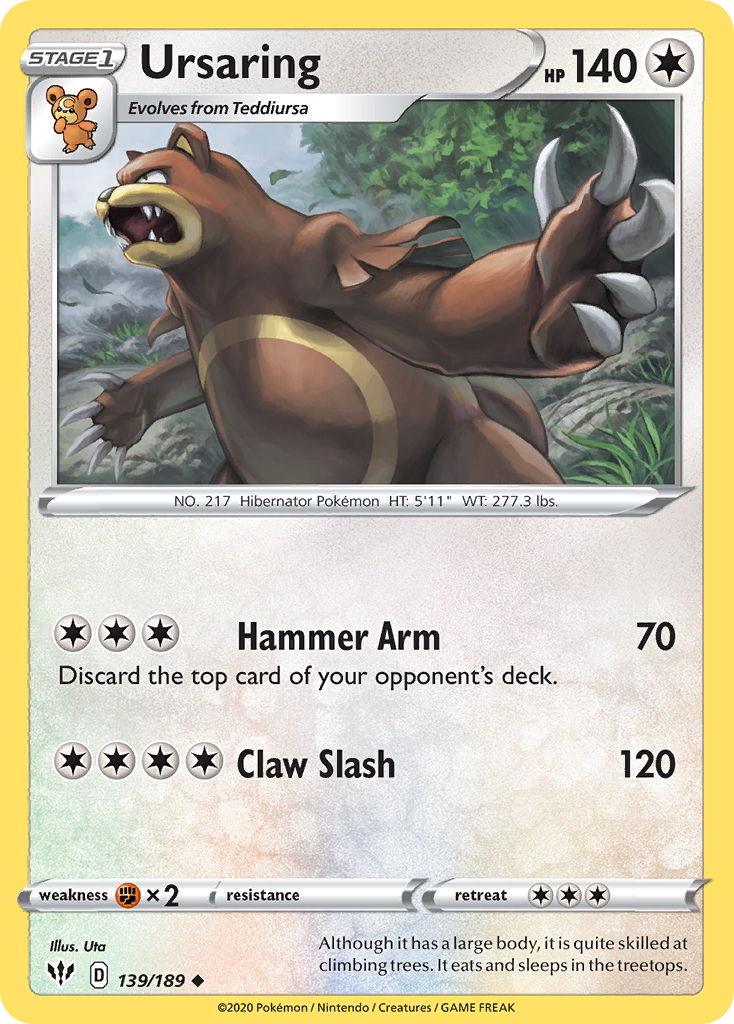 STAGE 1
Ursaring
HP 140
Evolves from Teddiursa
NO. 217 Hibernator Pokémon HT: 5'11" WT: 277.3 lbs.
Hammer Arm 70
Discard the top card of your opponent's deck.
Claw Slash 120
weakness ×2 resistance retreat
Illus. Uta
Although it has a large body, it is quite skilled at
climbing trees. It eats and sleeps in the treetops.
D 139/189
©2020 Pokémon / Nintendo / Creatures / GAME FREAK